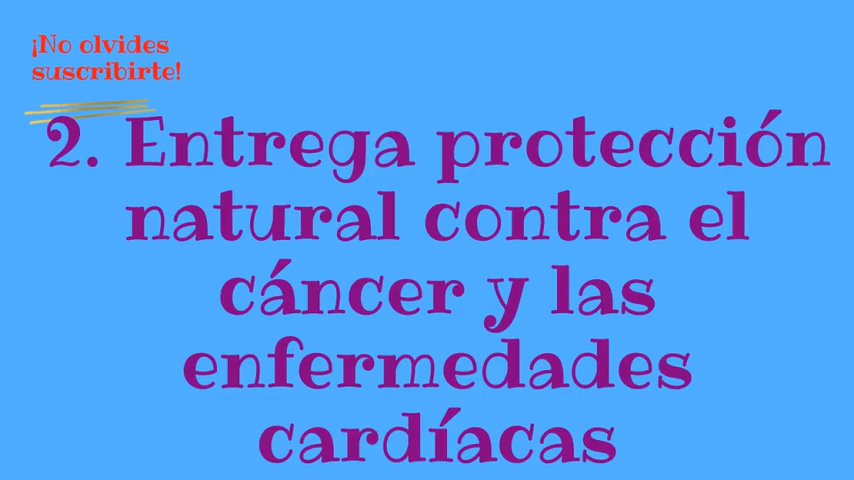 ¡No olvides
suscribirte!
2. Entrega protección
natural contra el
cáncer y las
enfermedades
cardíacas